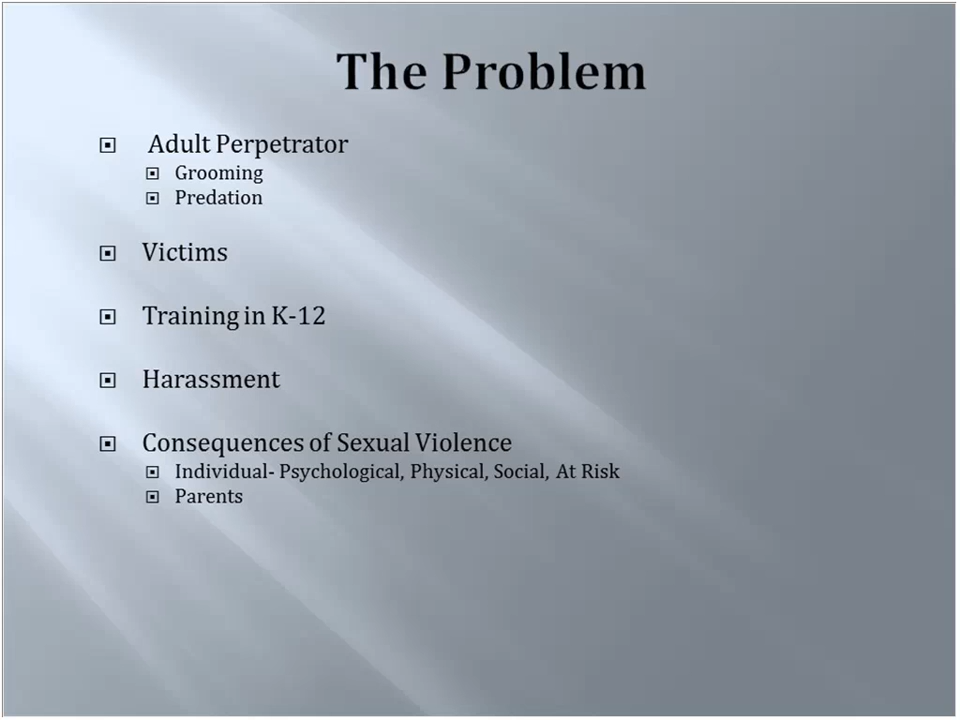 The Problem
Adult Perpetrator
Grooming
Predation
Victims
Training in K-12
Harassment
Consequences of Sexual Violence
Individual- Psychological, Physical, Social, At Risk
Parents